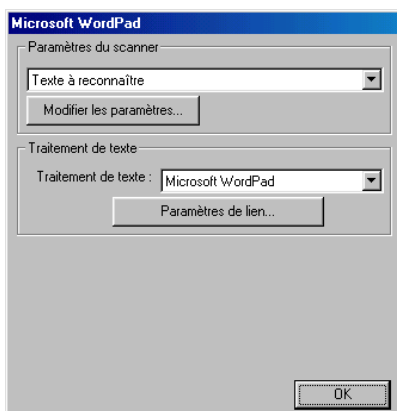 Microsoft WordPad
Paramètres du scanner
Texte à reconnaître
Modifier les paramètres...
Traitement de texte
Traitement de texte : Microsoft WordPad
Paramètres de lien...
OK